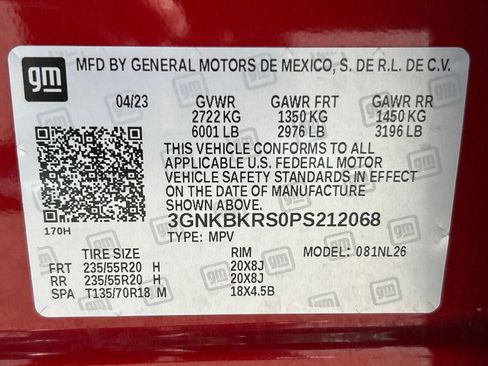 gm MFD BY GENERAL MOTORS DE MEXICO, S. DE R.L. DE C.V.
04/23 GVWR GAWR FRT GAWR RR
2722 KG 1350 KG 1450 KG
6001 LB 2976 LB 3196 LB
THIS VEHICLE CONFORMS TO ALL
APPLICABLE U.S. FEDERAL MOTOR
VEHICLE SAFETY STANDARDS IN
EFFECT ON THE DATE OF MANUFACTURE
SHOWN ABOVE.
170H 3GNKBKRS0PS212068
TYPE: MPV MODEL: 081NL26
TIRE SIZE RIM
FRT 235/55R20 H 20X8J
RR 235/55R20 H 20X8J
SPA T135/70R18 M 18X4.5B